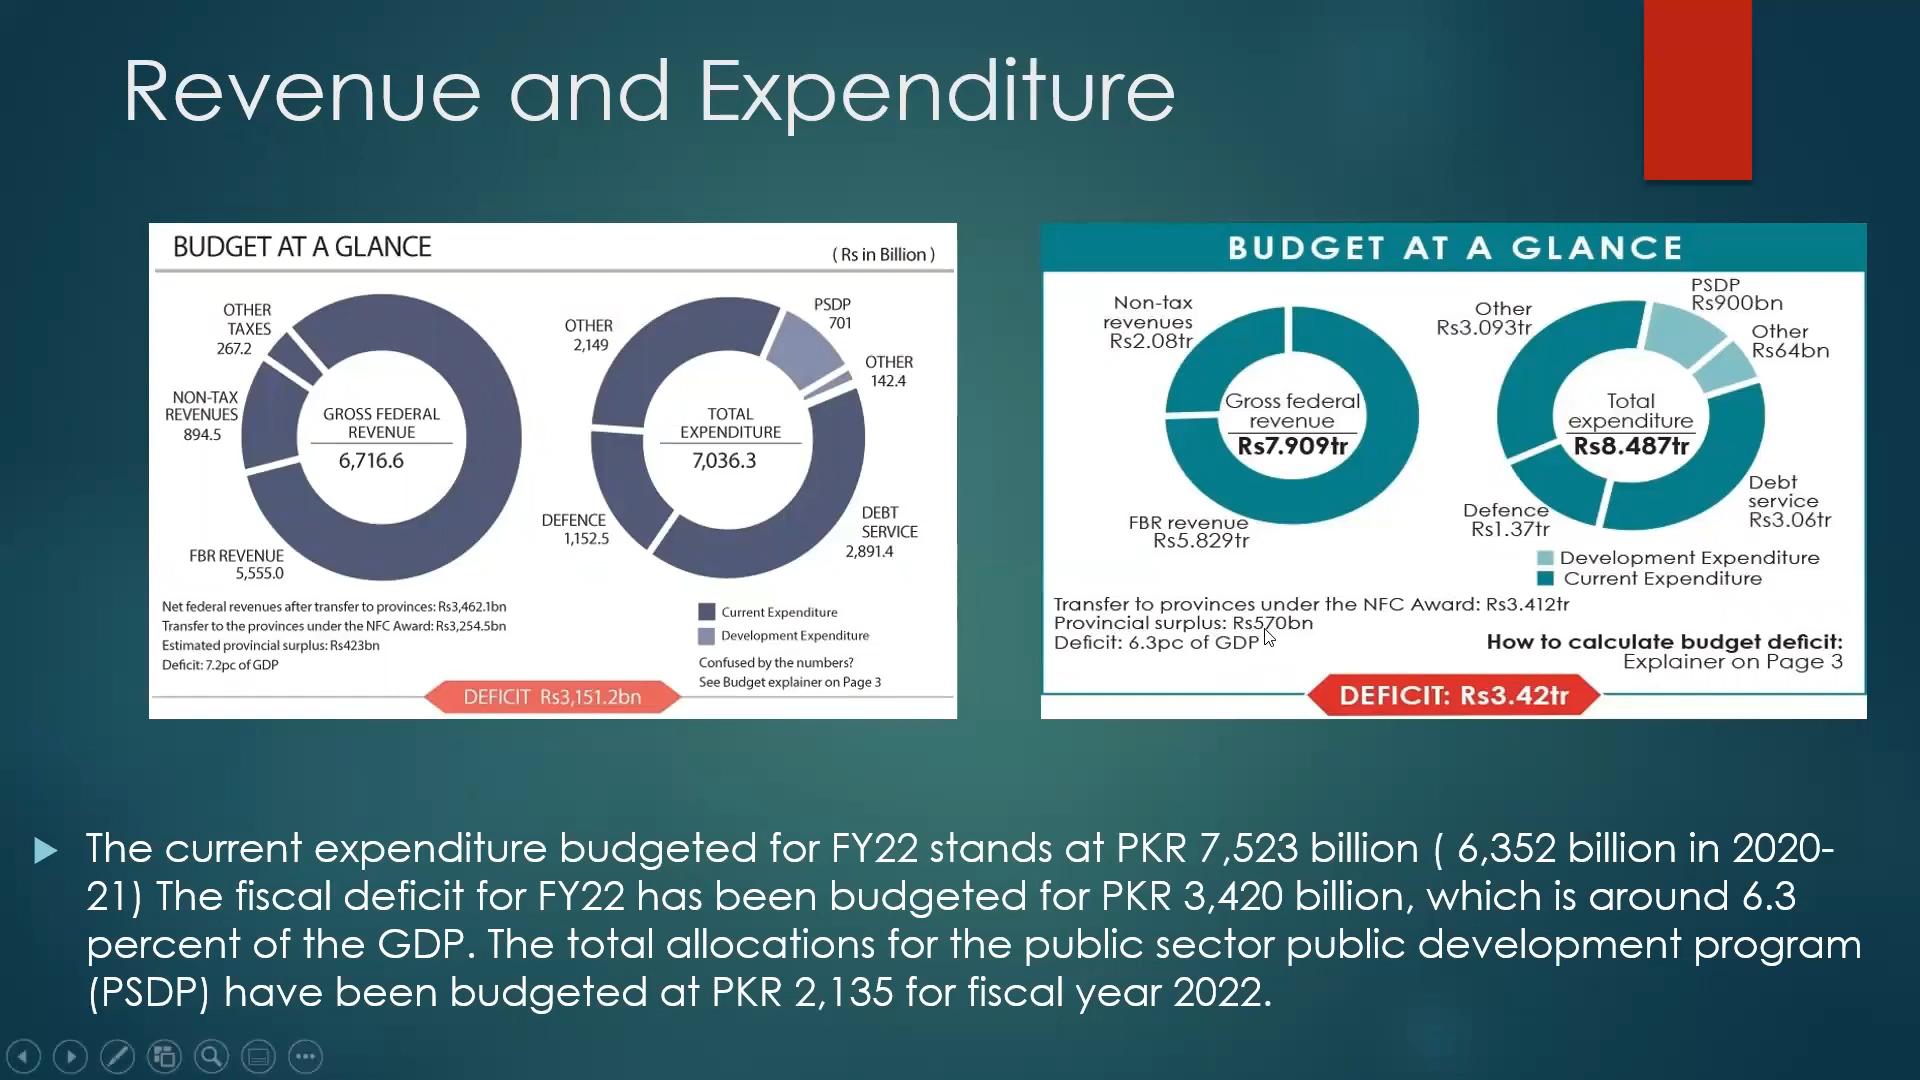 Revenue and Expenditure
BUDGET AT A GLANCE
( Rs in Billion )
OTHER
TAXES
267.2
NON-TAX
REVENUES
894.5
GROSS FEDERAL
REVENUE
6,716.6
FBR REVENUE
5,555.0
OTHER
2,149
PSDP
701
OTHER
142.4
TOTAL
EXPENDITURE
7,036.3
DEFENCE
1,152.5
DEBT
SERVICE
2,891.4
Net federal revenues after transfer to provinces: Rs3,462.1bn
Transfer to the provinces under the NFC Award: Rs3,254.5bn
Estimated provincial surplus: Rs423bn
Deficit: 7.2pc of GDP
Current Expenditure
Development Expenditure
Confused by the numbers?
See Budget explainer on Page 3
DEFICIT Rs3,151.2bn
BUDGET AT A GLANCE
Non-tax
revenues
Rs2.08tr
Gross federal
revenue
Rs7.909tr
FBR revenue
Rs5.829tr
Other
Rs3.093tr
PSDP
Rs900bn
Other
Rs64bn
Total
expenditure
Rs8.487tr
Defence
Rs1.37tr
Debt
service
Rs3.06tr
Development Expenditure
Current Expenditure
Transfer to provinces under the NFC Award: Rs3.412tr
Provincial surplus: Rs570bn
Deficit: 6.3pc of GDP
How to calculate budget deficit:
Explainer on Page 3
DEFICIT: Rs3.42tr
The current expenditure budgeted for FY22 stands at PKR 7,523 billion ( 6,352 billion in 2020-
21) The fiscal deficit for FY22 has been budgeted for PKR 3,420 billion, which is around 6.3
percent of the GDP. The total allocations for the public sector public development program
(PSDP) have been budgeted at PKR 2,135 for fiscal year 2022.